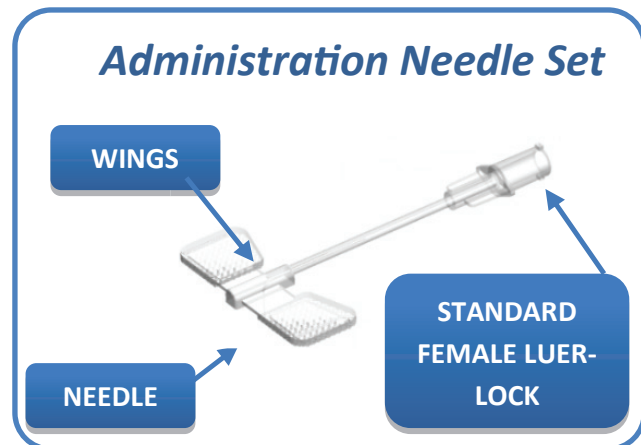 Administration Needle Set
WINGS
STANDARD
FEMALE LUER-
LOCK
NEEDLE